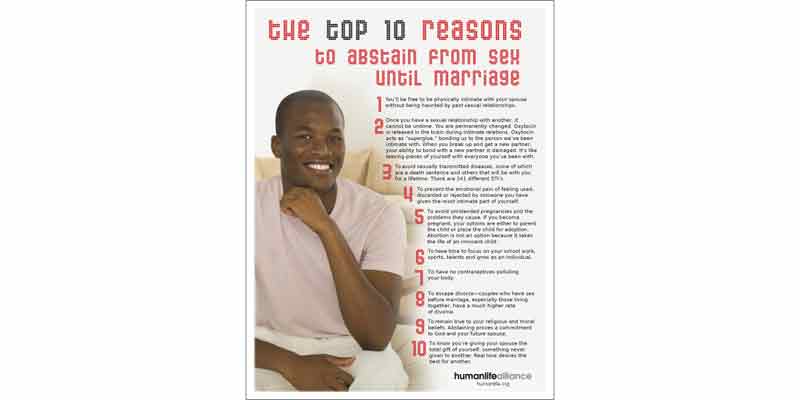 the top 10 reasons
to abstain from sex
until marriage
1 You'll be free to be physically intimate with your spouse
without being haunted by past sexual relationships.
2 Once you have a sexual relationship with another, it
cannot be undone. You are permanently changed. Oxytocin
is released in the brain during intimate relations. Oxytocin
acts as "superglue," bonding us to the person we've been
intimate with. When you break up and get a new partner,
your ability to bond with a new partner is damaged. It's like
leaving pieces of yourself with everyone you've been with.
3 To avoid sexually transmitted diseases, some of which
are a death sentence and others that will be with you
for a lifetime. There are
4 To prevent the emotional pain of feeling used,
discarded or rejected by someone you have
given the most intimate part of yourself.
5 To avoid unintended pregnancies and the
problems they cause. If you become
pregnant, your options are either to parent
the child or place the child for adoption.
Abortion is not an option because it takes
the life of an innocent child.
6 To have time to focus on your school work,
sports, talents and grow as an individual.
7 To have no contraceptives polluting
your body.
8 To escape divorce—couples who have sex
before marriage, especially those living
together, have a much higher rate
of divorce.
9 To remain true to your religious and moral
beliefs. Abstaining proves a commitment
to God and your future spouse.
10 To know you're giving your spouse the
total gift of yourself, something never
given to another. Real love desires the
best for another.
humanlifealliance
humanlife.org